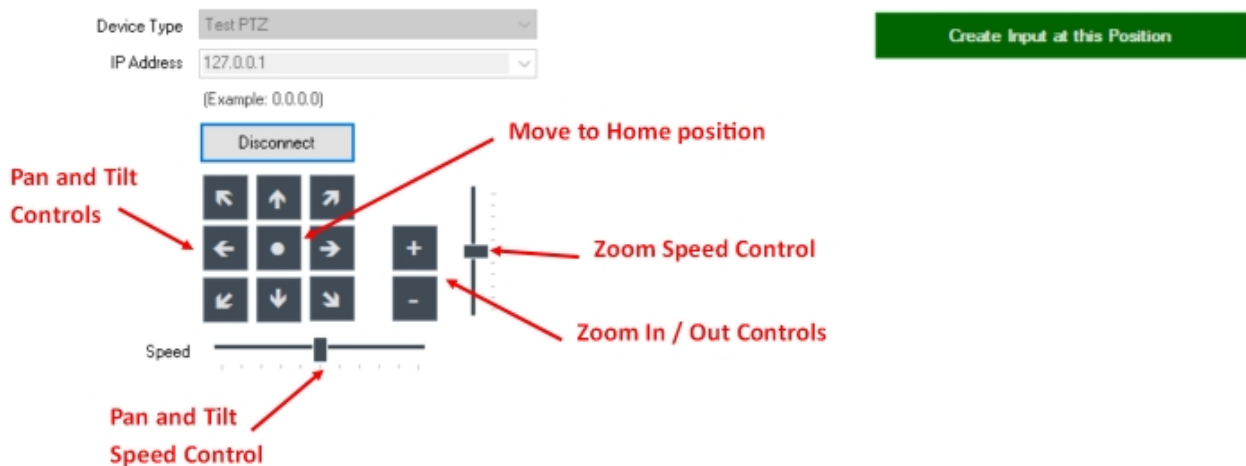 Device Type Test PTZ
Create Input at this Position
IP Address 127.0.0.1
(Example: 0.0.0.0)
Disconnect
Move to Home position
Pan and Tilt
Controls
Zoom Speed Control
+
-
Zoom In / Out Controls
Speed
Pan and Tilt
Speed Control